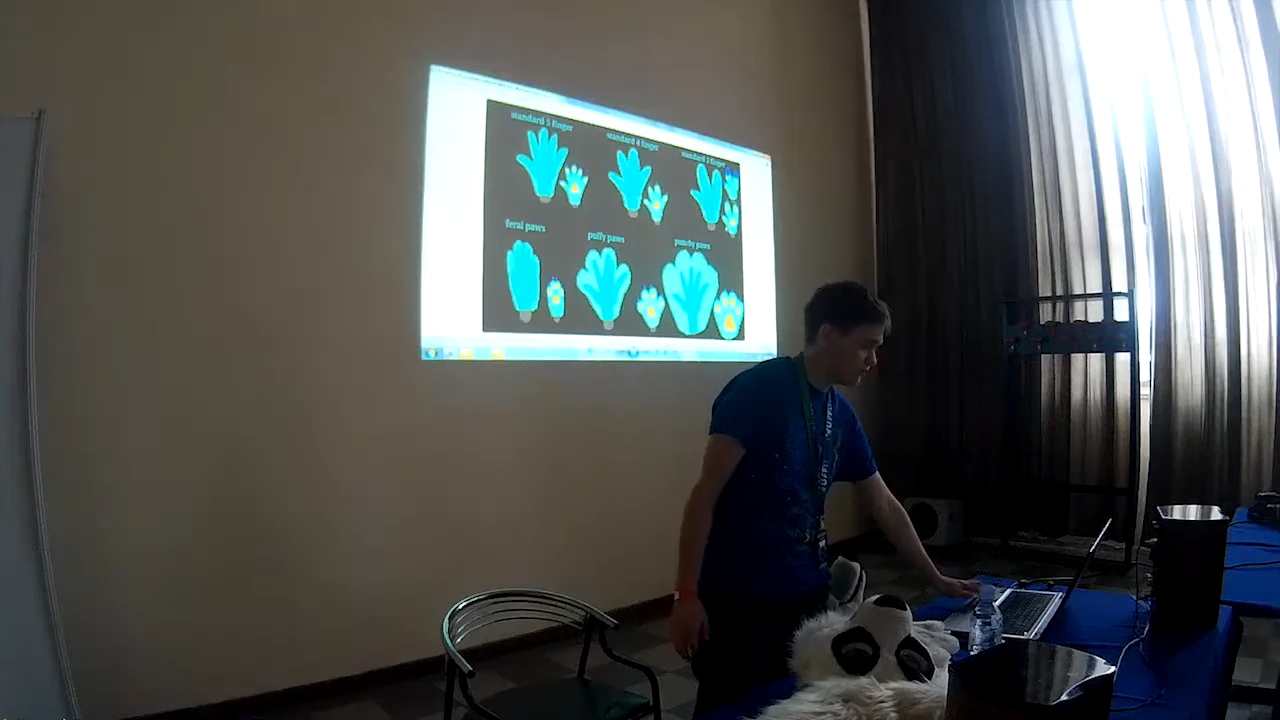 standard 5 finger
standard 4 finger
standard 3 finger
feral paws
puffy paws
punchy paws